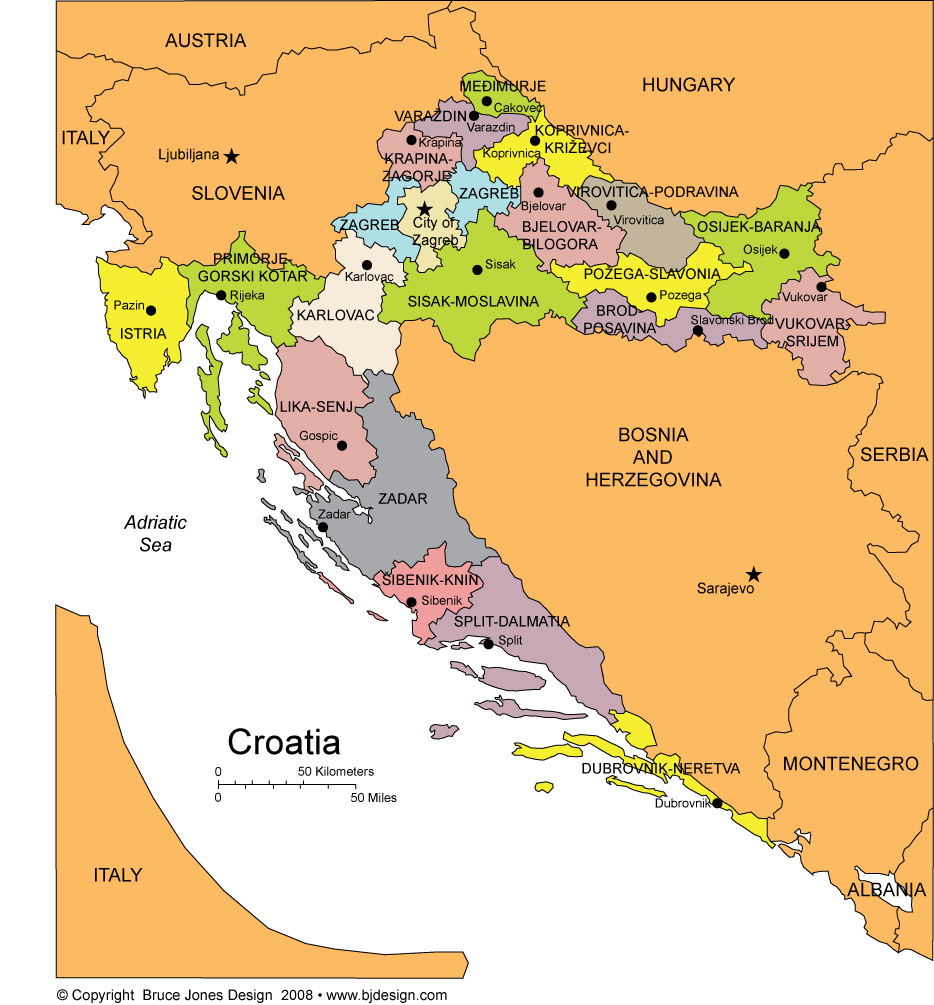 AUSTRIA
HUNGARY
MEĐIMURJE
Cakovec
VARAŽDIN
Varazdin
ITALY
KOPRIVNICA-
KRIŽEVCI
Koprivnica
Krapina
KRAPINA-
ZAGORJE
Ljubiljana
SLOVENIA
ZAGREB
VIROVITICA-PODRAVINA
Bjelovar
Virovitica
ZAGREB
City of
Zagreb
BJELOVAR-
BILOGORA
OSIJEK-BARANJA
Osijek
PRIMORJE-
GORSKI KOTAR
Rijeka
Karlovac
Sisak
POŽEGA-SLAVONIA
Pozega
Vukovar
Pazin
ISTRIA
KARLOVAC
SISAK-MOSLAVINA
BROD-
POSAVINA
Slavonski Brod
VUKOVAR-
SRIJEM
LIKA-SENJ
Gospic
BOSNIA
AND
HERZEGOVINA
SERBIA
ZADAR
Zadar
Adriatic
Sea
ŠIBENIK-KNIN
Sibenik
Sarajevo
SPLIT-DALMATIA
Split
Croatia
0 50 Kilometers
0 50 Miles
DUBROVNIK-NERETVA
Dubrovnik
MONTENEGRO
ITALY
ALBANIA
© Copyright Bruce Jones Design 2008 • www.bjdesign.com